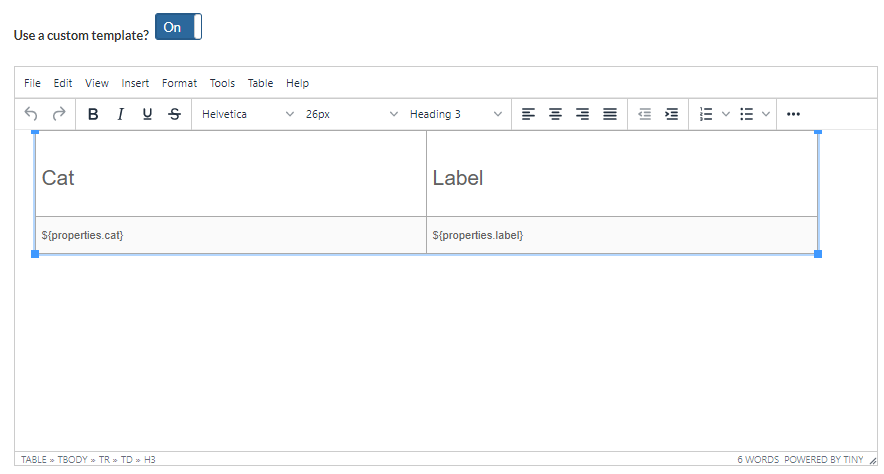 Use a custom template? On
File Edit View Insert Format Tools Table Help
B I U S Helvetica 26px Heading 3
Cat Label
${properties.cat} ${properties.label}
TABLE » TBODY » TR » TD » H3 6 WORDS POWERED BY TINY